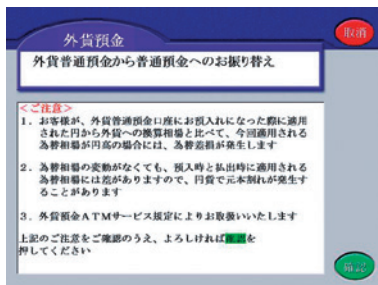 外貨預金
取消
外貨普通預金から普通預金へのお振り替え
<ご注意>
1. お客様が、外貨普通預金口座にお預入れになった際に適用
された円から外貨への換算相場と比べて、今回適用される
為替相場が円高の場合には、為替差損が発生します
2. 為替相場の変動がなくても、預入時と払出時に適用される
為替相場には差がありますので、円貨で元本割れが発生す
ることがあります
3. 外貨預金ATMサービス規定によりお取扱いいたします
上記のご注意をご確認のうえ、よろしければ確認を
押してください
確認